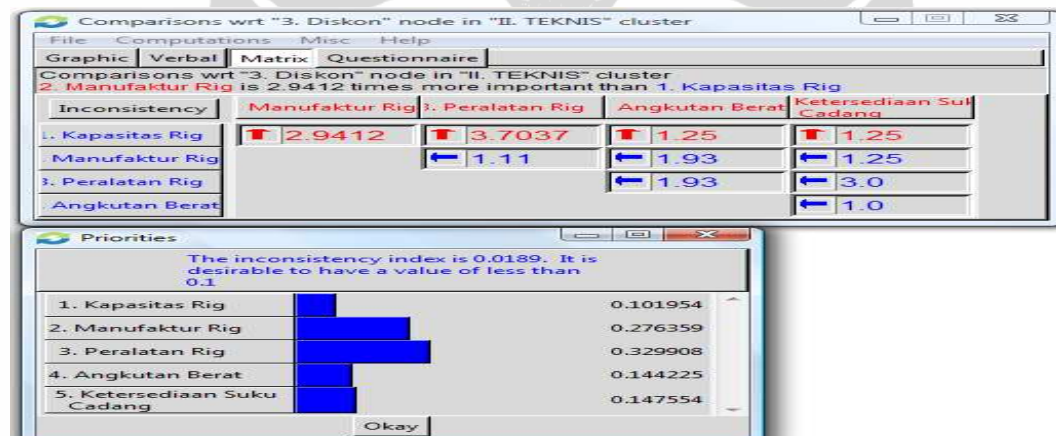 Comparisons wrt "3. Diskon" node in "II. TEKNIS" cluster
File Computations Misc Help
Graphic Verbal Matrix Questionnaire
Comparisons wrt "3. Diskon" node in "II. TEKNIS" cluster
2. Manufaktur Rig is 2.9412 times more important than 1. Kapasitas Rig
Inconsistency Manufaktur Rig 3. Peralatan Rig Angkutan Berat Ketersediaan Suk
Cadang
1. Kapasitas Rig 2.9412 3.7037 1.25 1.25
Manufaktur Rig 1.11 1.93 1.25
3. Peralatan Rig 1.93 3.0
Angkutan Berat 1.0
Priorities
The inconsistency index is 0.0189. It is
desirable to have a value of less than
0.1
1. Kapasitas Rig 0.101954
2. Manufaktur Rig 0.276359
3. Peralatan Rig 0.329908
4. Angkutan Berat 0.144225
5. Ketersediaan Suku
Cadang 0.147554
Okay